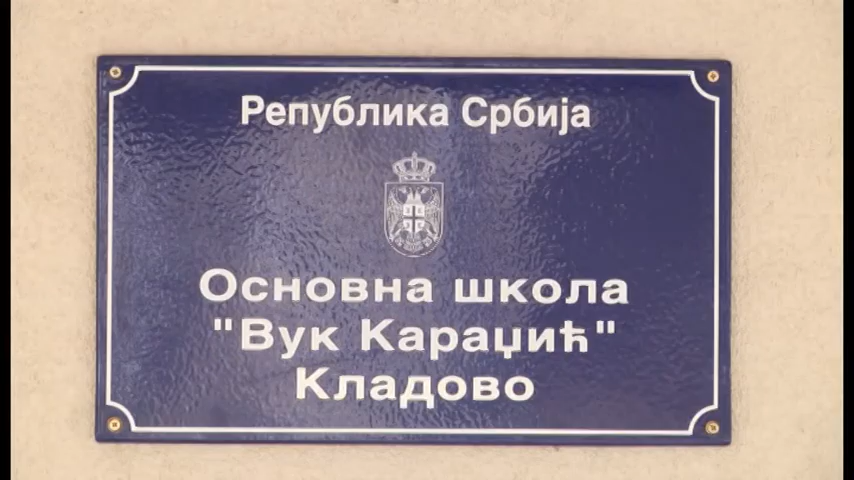 Република Србија
Основна школа
"Вук Караџић"
Кладово